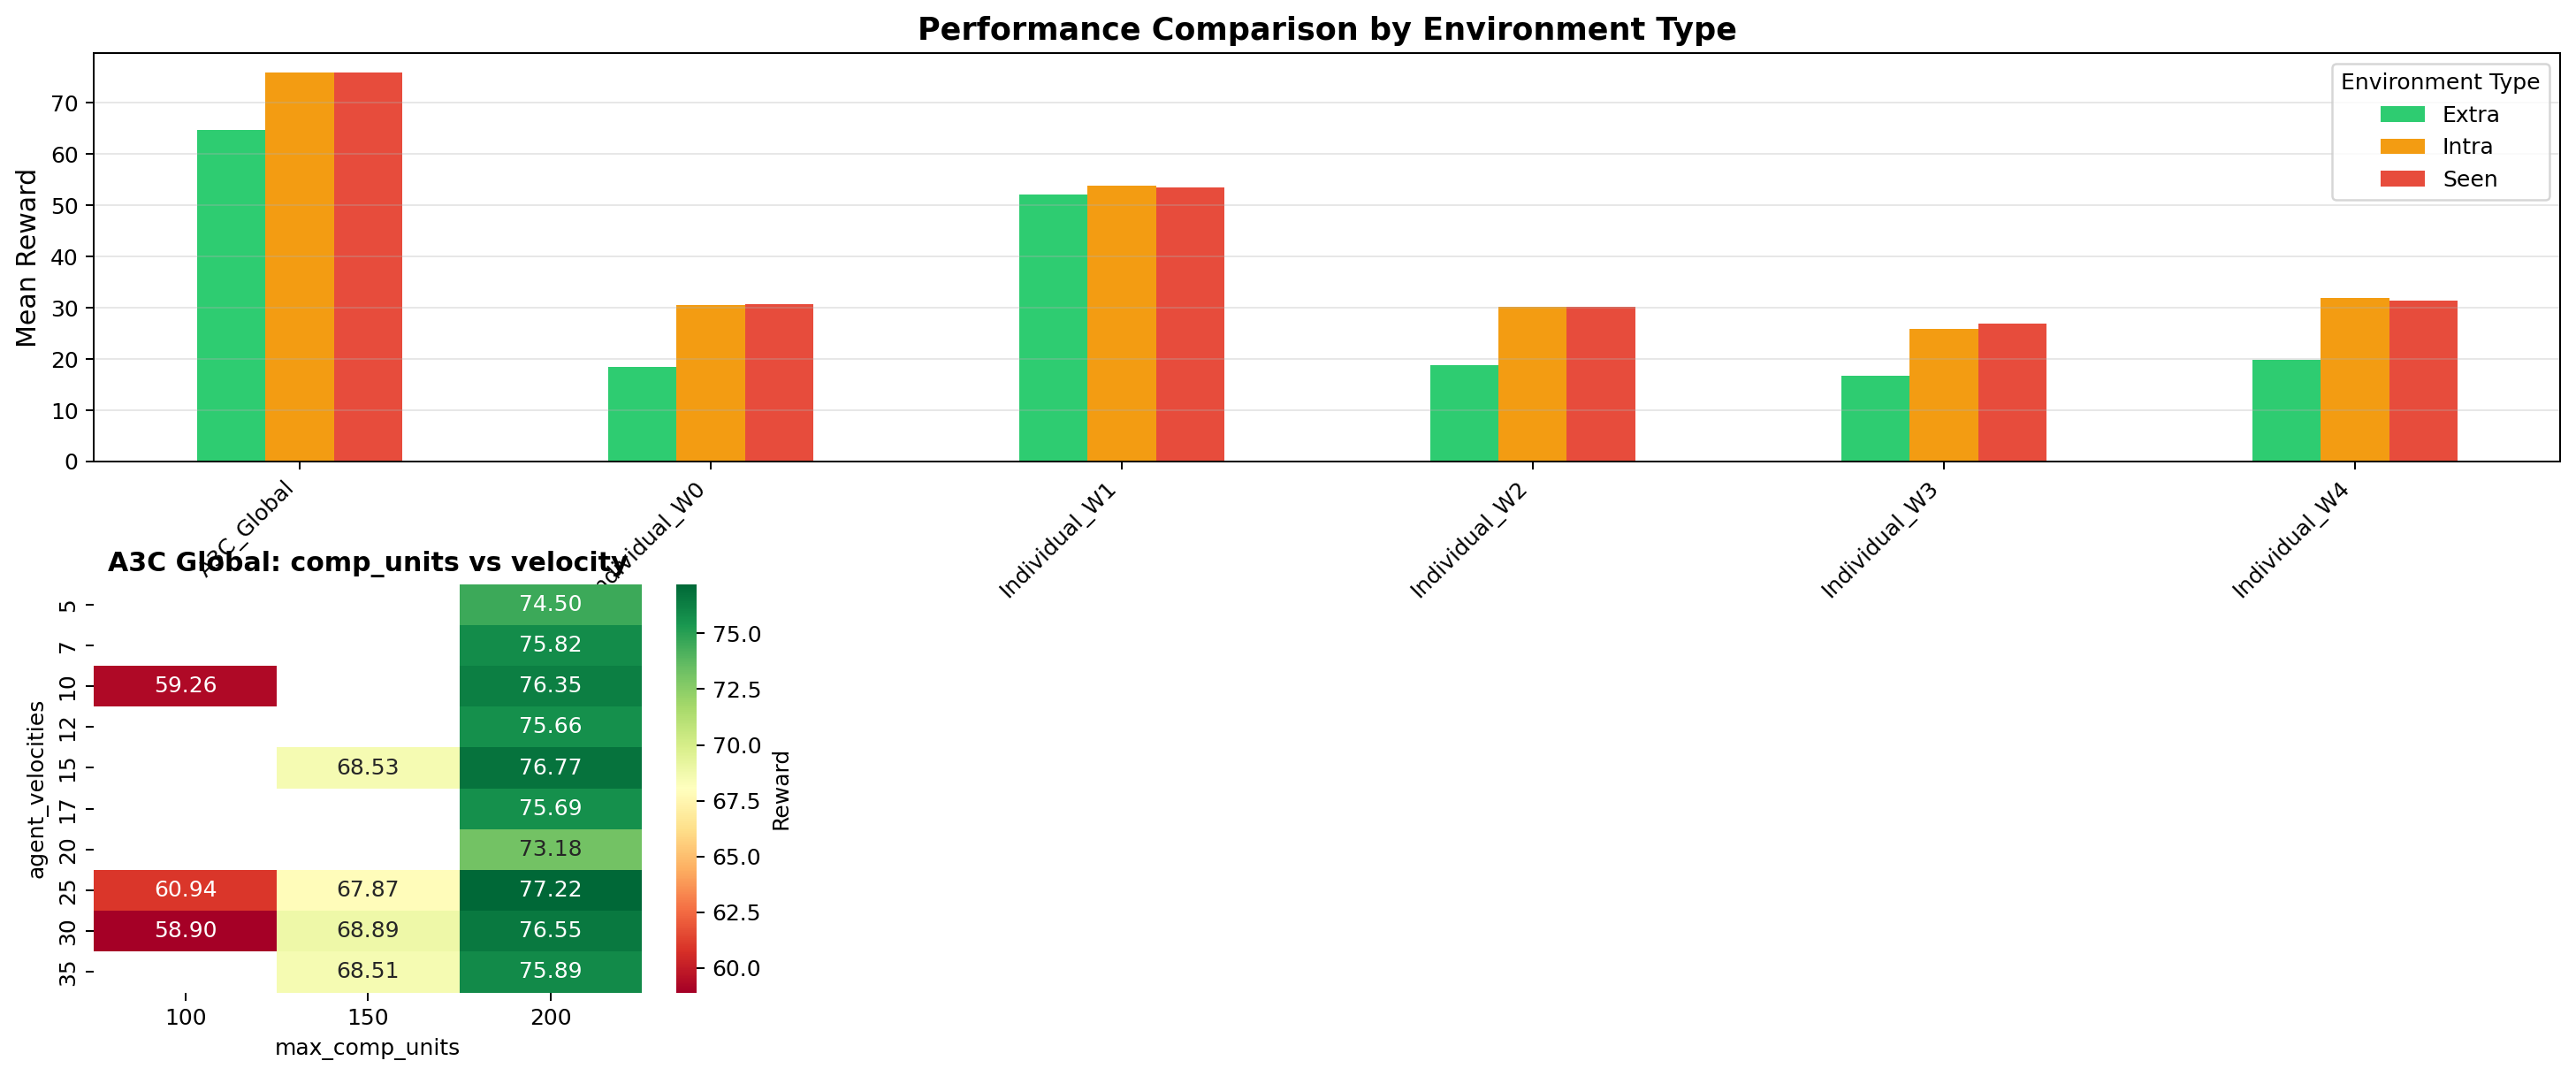 Performance Comparison by Environment Type
Mean Reward
70
60
50
40
30
20
10
0
Environment Type
Extra
Intra
Seen
A3C_Global
Individual_W0
Individual_W1
Individual_W2
Individual_W3
Individual_W4
A3C Global: comp_units vs velocity
agent_velocities
5
74.50
7
75.82
10
59.26
76.35
12
75.66
15
68.53
76.77
17
75.69
20
73.18
25
60.94
67.87
77.22
30
58.90
68.89
76.55
35
68.51
75.89
100
150
200
max_comp_units
75.0
72.5
70.0
67.5
65.0
62.5
60.0
Reward